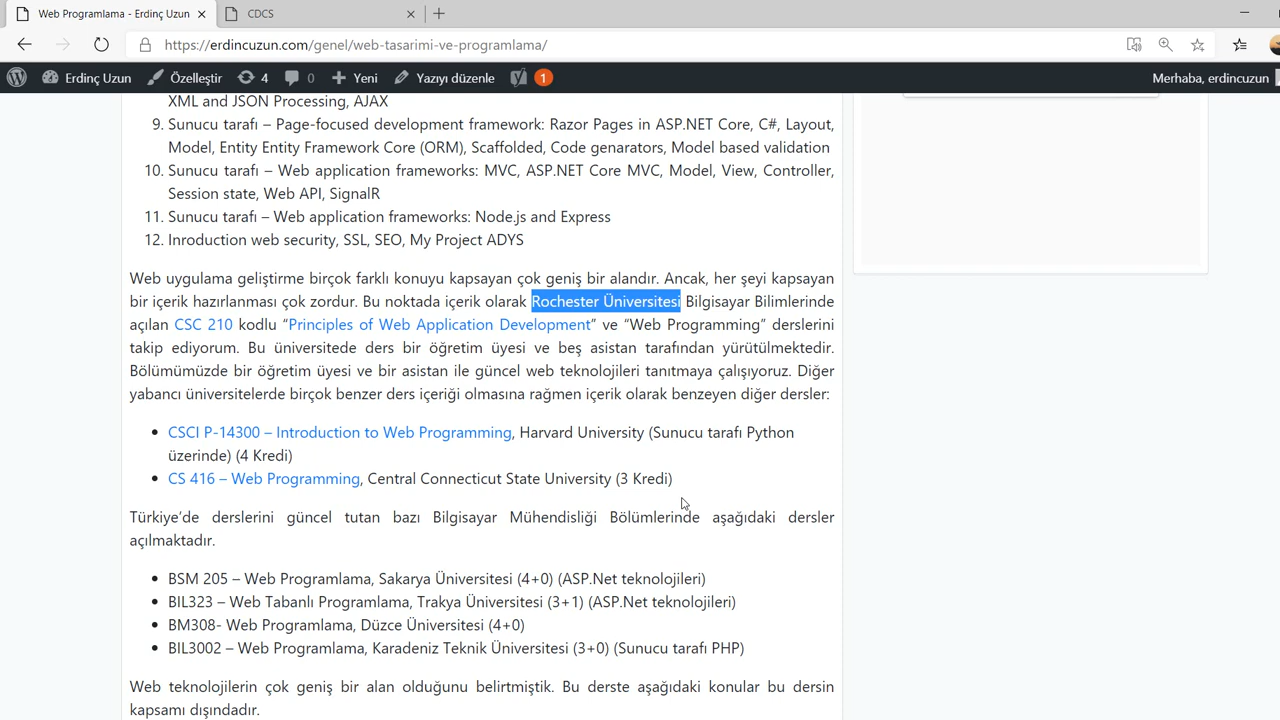 Web Programlama - Erdinç Uzun
CDCS
https://erdincuzun.com/genel/web-tasarimi-ve-programlama/
Erdinç Uzun Özelleştir 4 0 Yeni Yazıyı düzenle 1 Merhaba, erdincuzun
XML and JSON Processing, AJAX
9. Sunucu tarafı – Page-focused development framework: Razor Pages in ASP.NET Core, C#, Layout,
Model, Entity Entity Framework Core (ORM), Scaffolded, Code genarators, Model based validation
10. Sunucu tarafı – Web application frameworks: MVC, ASP.NET Core MVC, Model, View, Controller,
Session state, Web API, SignalR
11. Sunucu tarafı – Web application frameworks: Node.js and Express
12. Inroduction web security, SSL, SEO, My Project ADYS
Web uygulama geliştirme birçok farklı konuyu kapsayan çok geniş bir alandır. Ancak, her şeyi kapsayan
bir içerik hazırlanması çok zordur. Bu noktada içerik olarak Rochester Üniversitesi Bilgisayar Bilimlerinde
açılan CSC 210 kodlu “Principles of Web Application Development” ve “Web Programming” derslerini
takip ediyorum. Bu üniversitede ders bir öğretim üyesi ve beş asistan tarafından yürütülmektedir.
Bölümümüzde bir öğretim üyesi ve bir asistan ile güncel web teknolojileri tanıtmaya çalışıyoruz. Diğer
yabancı üniversitelerde birçok benzer ders içeriği olmasına rağmen içerik olarak benzeyen diğer dersler:
• CSCI P-14300 – Introduction to Web Programming, Harvard University (Sunucu tarafı Python
üzerinde) (4 Kredi)
• CS 416 – Web Programming, Central Connecticut State University (3 Kredi)
Türkiye’de derslerini güncel tutan bazı Bilgisayar Mühendisliği Bölümlerinde aşağıdaki dersler
açılmaktadır.
• BSM 205 – Web Programlama, Sakarya Üniversitesi (4+0) (ASP.Net teknolojileri)
• BIL323 – Web Tabanlı Programlama, Trakya Üniversitesi (3+1) (ASP.Net teknolojileri)
• BM308- Web Programlama, Düzce Üniversitesi (4+0)
• BIL3002 – Web Programlama, Karadeniz Teknik Üniversitesi (3+0) (Sunucu tarafı PHP)
Web teknolojilerin çok geniş bir alan olduğunu belirtmiştik. Bu derste aşağıdaki konular bu dersin
kapsamı dışındadır.